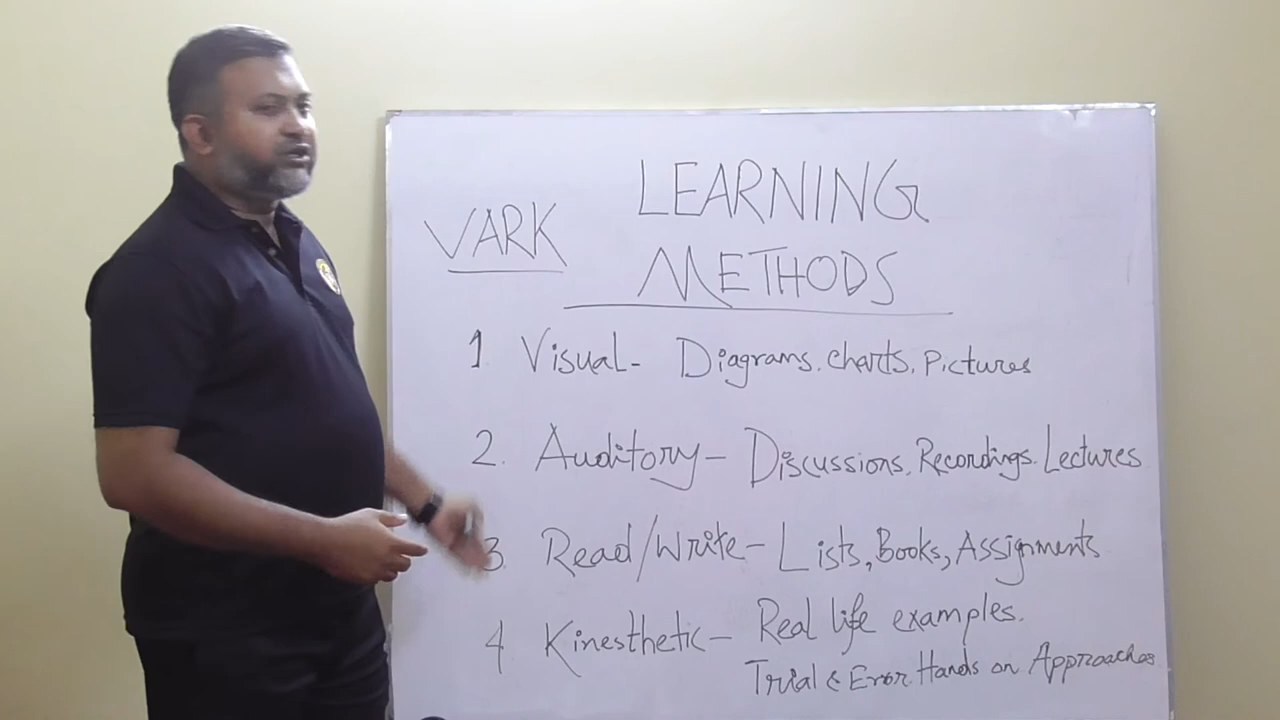 LEARNING
VARK
METHODS
1. Visual - Diagrams, charts, Pictures
2. Auditory - Discussions, Recordings. Lectures
3. Read/Write - Lists, Books, Assignments
4 Kinesthetic - Real life examples.
Trial & Error. Hands on Approaches